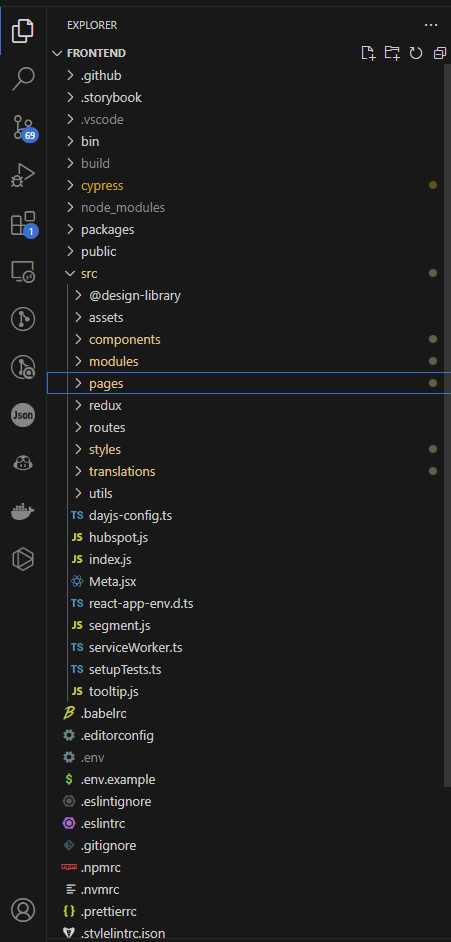 EXPLORER
FRONTEND
.github
.storybook
.vscode
bin
build
cypress
node_modules
packages
public
src
@design-library
assets
components
modules
pages
redux
routes
styles
translations
utils
TS dayjs-config.ts
JS hubspot.js
JS index.js
Meta.jsx
TS react-app-env.d.ts
JS segment.js
TS serviceWorker.ts
TS setupTests.ts
JS tooltip.js
.babelrc
.editorconfig
.env
$ .env.example
.eslintignore
.eslintrc
.gitignore
npm .npmrc
.nvmrc
{ } .prettierrc
.stylelintrc.json
69
1
Json